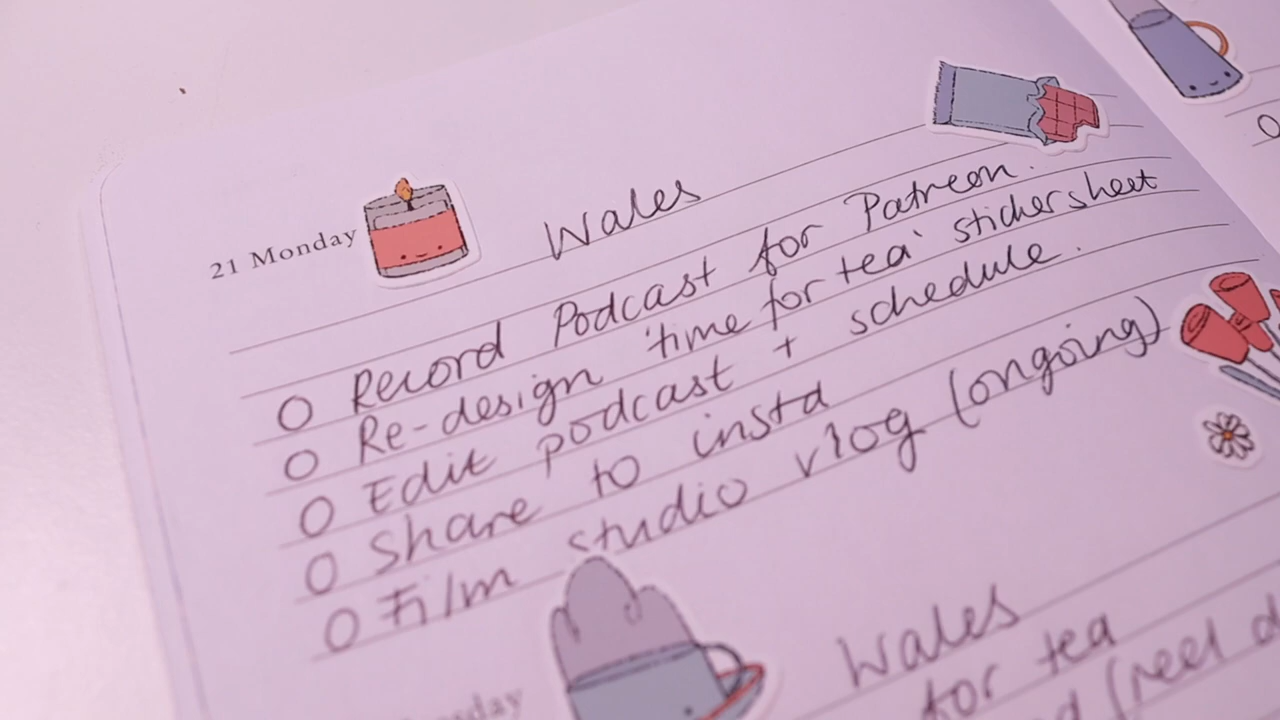 21 Monday
Wales
O Record Podcast for Patreon.
O Re-design 'time for tea' stickersheet
O Edit podcast + schedule.
O Share to insta
O Film studio vlog (ongoing)
Wales
for tea
(reel